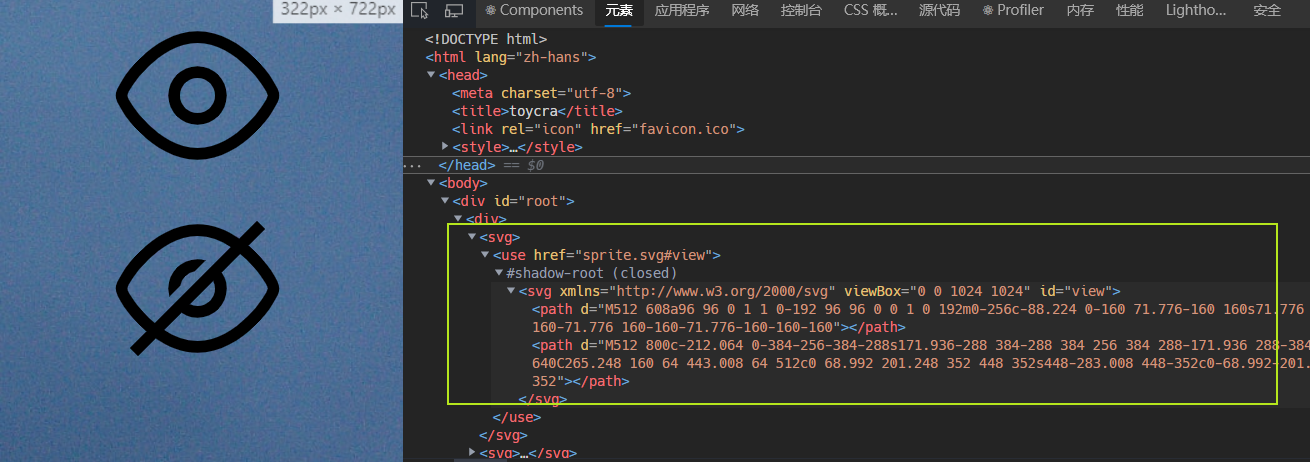 322px × 722px
Components 元素 应用程序 网络 控制台 CSS 概... 源代码 Profiler 内存 性能 Lightho... 安全
<!DOCTYPE html>
<html lang="zh-hans">
<head>
<meta charset="utf-8">
<title>toycra</title>
<link rel="icon" href="favicon.ico">
<style>…</style>
... </head> == $0
<body>
<div id="root">
<div>
<svg>
<use href="sprite.svg#view">
#shadow-root (closed)
<svg xmlns="http://www.w3.org/2000/svg" viewBox="0 0 1024 1024" id="view">
<path d="M512 608a96 96 0 1 1 0-192 96 96 0 0 1 0 192m0-256c-88.224 0-160 71.776-160 160s71.776
160-71.776 160-160-71.776-160-160-160"></path>
<path d="M512 800c-212.064 0-384-256-384-288s171.936-288 384-288 384 256 384 288-171.936 288-384
640C265.248 160 64 443.008 64 512c0 68.992 201.248 352 448 352s448-283.008 448-352c0-68.992-201.
352"></path>
</svg>
</use>
</svg>
<svg>…</svg>